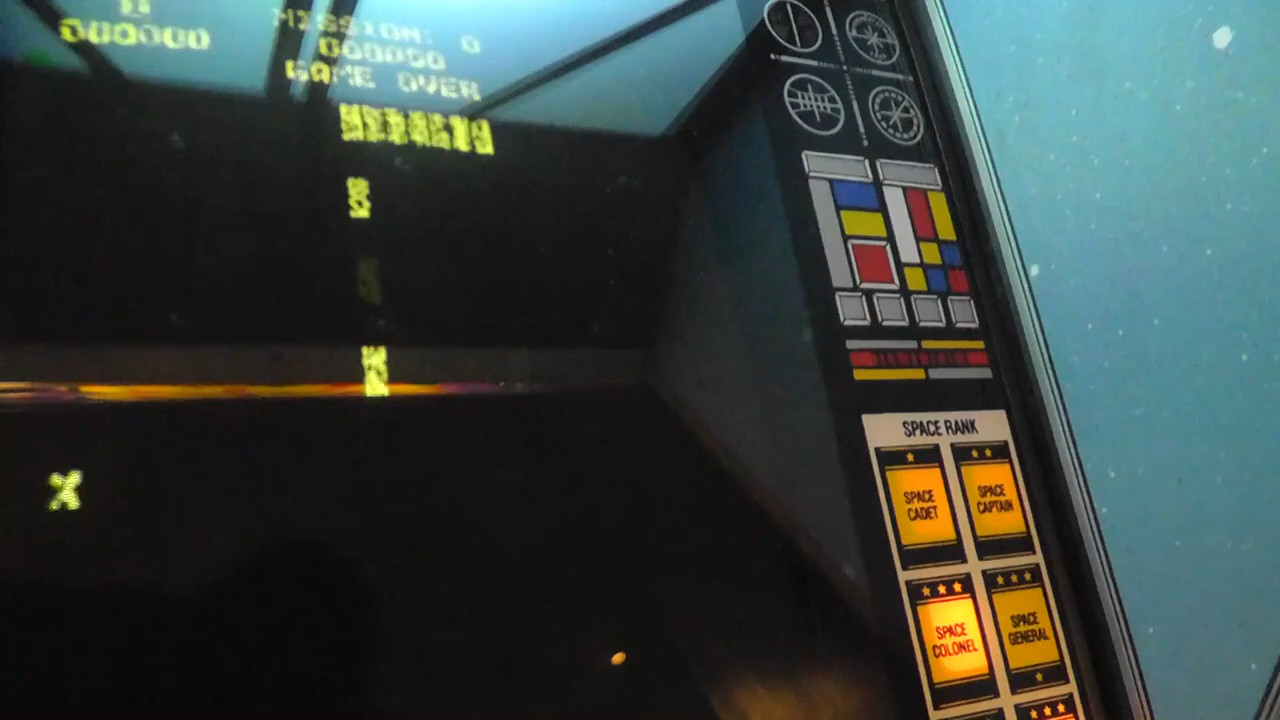 000000
MISSION: 0
000000
GAME OVER
SPACE RANK
SPACE
CADET
SPACE
CAPTAIN
SPACE
COLONEL
SPACE
GENERAL